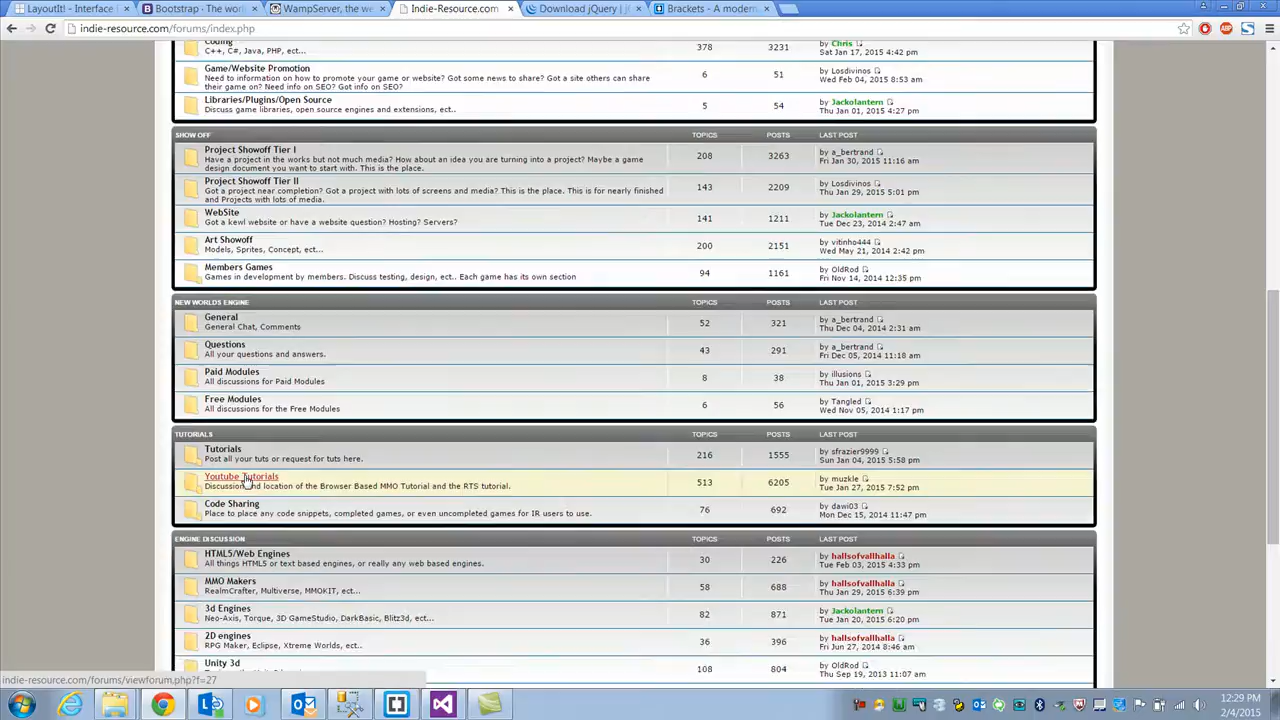 LayoutIt! - Interface
Bootstrap · The worl
WampServer, the we
Indie-Resource.com
Download jQuery | jC
Brackets - A modern
indie-resource.com/forums/index.php
Coding
C++, C#, Java, PHP, ect...
378 3231
by Chris
Sat Jan 17, 2015 4:42 pm
Game/Website Promotion
Need to information on how to promote your game or website? Got some news to share? Got a site others can share
their game on? Need info on SEO? Got info on SEO?
6 51
by Losdivinos
Wed Feb 04, 2015 8:53 am
Libraries/Plugins/Open Source
Discuss game libraries, open source engines and extensions, ect..
5 54
by Jackolantern
Thu Jan 01, 2015 4:27 pm
SHOW OFF TOPICS POSTS LAST POST
Project Showoff Tier I
Have a project in the works but not much media? How about an idea you are turning into a project? Maybe a game
design document you want to start with. This is the place.
208 3263
by a_bertrand
Fri Jan 30, 2015 11:16 am
Project Showoff Tier II
Got a project near completion? Got a project with lots of screens and media? This is the place. This is for nearly finished
and Projects with lots of media.
143 2209
by Losdivinos
Thu Jan 29, 2015 5:01 pm
WebSite
Got a kewl website or have a website question? Hosting? Servers?
141 1211
by Jackolantern
Tue Dec 23, 2014 2:47 am
Art Showoff
Models, Sprites, Concept, ect...
200 2151
by vitinho444
Wed May 21, 2014 2:42 pm
Members Games
Games in development by members. Discuss testing, design, ect.. Each game has its own section
94 1161
by OldRod
Fri Nov 14, 2014 12:35 pm
NEW WORLDS ENGINE TOPICS POSTS LAST POST
General
General Chat, Comments
52 321
by a_bertrand
Thu Dec 04, 2014 2:31 am
Questions
All your questions and answers.
43 291
by a_bertrand
Fri Dec 05, 2014 11:18 am
Paid Modules
All discussions for Paid Modules
8 38
by illusions
Thu Jan 01, 2015 3:29 pm
Free Modules
All discussions for the Free Modules
6 56
by Tangled
Wed Nov 05, 2014 1:17 pm
TUTORIALS TOPICS POSTS LAST POST
Tutorials
Post all your tuts or request for tuts here.
216 1555
by sfrazier9999
Sun Jan 04, 2015 5:58 pm
Youtube Tutorials
Discussion and location of the Browser Based MMO Tutorial and the RTS tutorial.
513 6205
by muzkle
Tue Jan 27, 2015 7:52 pm
Code Sharing
Place to place any code snippets, completed games, or even uncompleted games for IR users to use.
76 692
by dawi03
Mon Dec 15, 2014 11:47 pm
ENGINE DISCUSSION TOPICS POSTS LAST POST
HTML5/Web Engines
All things HTML5 or text based engines, or really any web based engines.
30 226
by hallsofvallhalla
Tue Feb 03, 2015 4:33 pm
MMO Makers
RealmCrafter, Multiverse, MMOKIT, ect...
58 688
by hallsofvallhalla
Thu Jan 29, 2015 6:39 pm
3d Engines
Neo-Axis, Torque, 3D GameStudio, DarkBasic, Blitz3d, ect...
82 871
by Jackolantern
Tue Jan 20, 2015 6:20 pm
2D engines
RPG Maker, Eclipse, Xtreme Worlds, ect..
36 396
by hallsofvallhalla
Fri Jun 27, 2014 8:46 am
Unity 3d
108 804
by OldRod
Thu Sep 19, 2013 11:07 am
indie-resource.com/forums/viewforum.php?f=27
12:29 PM
2/4/2015